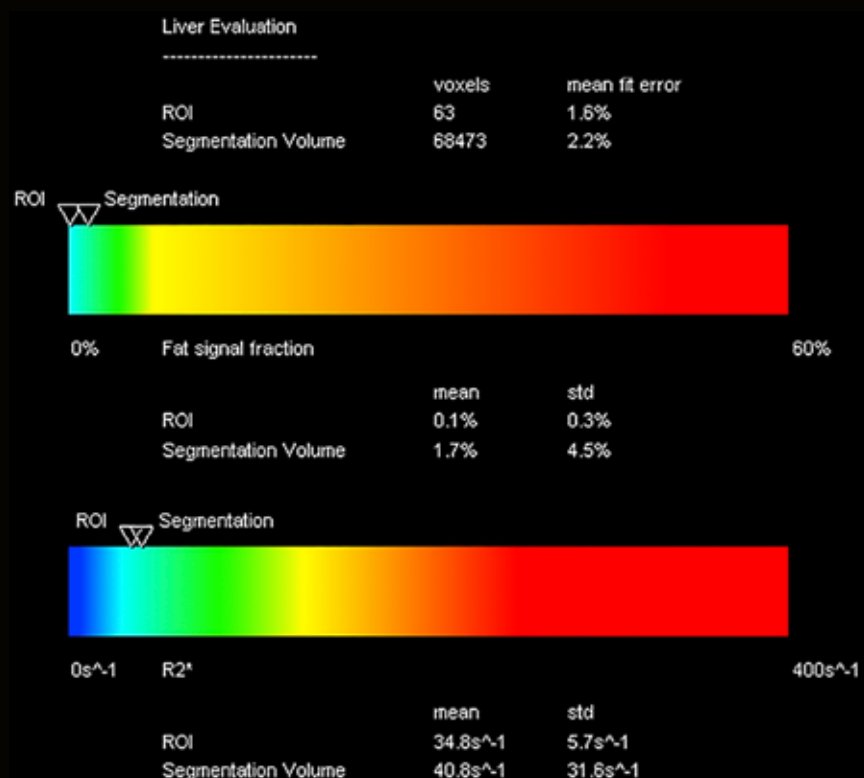 Liver Evaluation
----------------------
voxels mean fit error
ROI 63 1.6%
Segmentation Volume 68473 2.2%
ROI Segmentation
0% Fat signal fraction 60%
mean std
ROI 0.1% 0.3%
Segmentation Volume 1.7% 4.5%
ROI Segmentation
0s^-1 R2* 400s^-1
mean std
ROI 34.8s^-1 5.7s^-1
Segmentation Volume 40.8s^-1 31.6s^-1